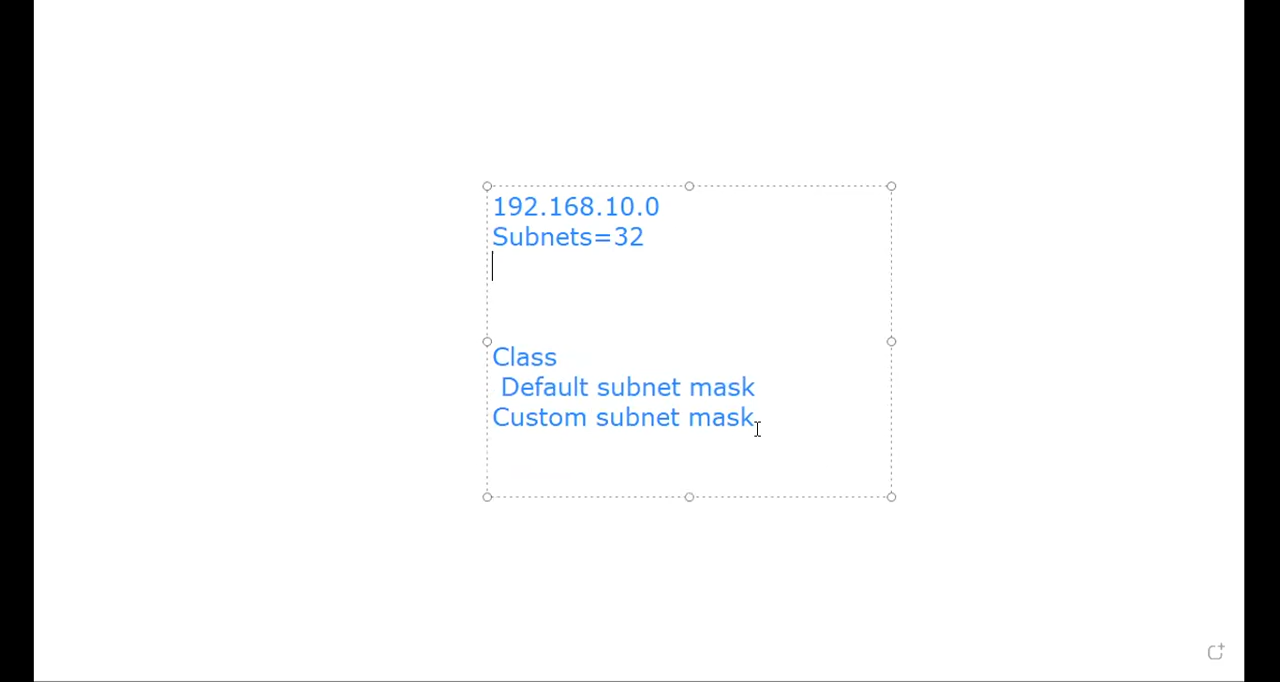 192.168.10.0
Subnets=32
Class
Default subnet mask
Custom subnet mask